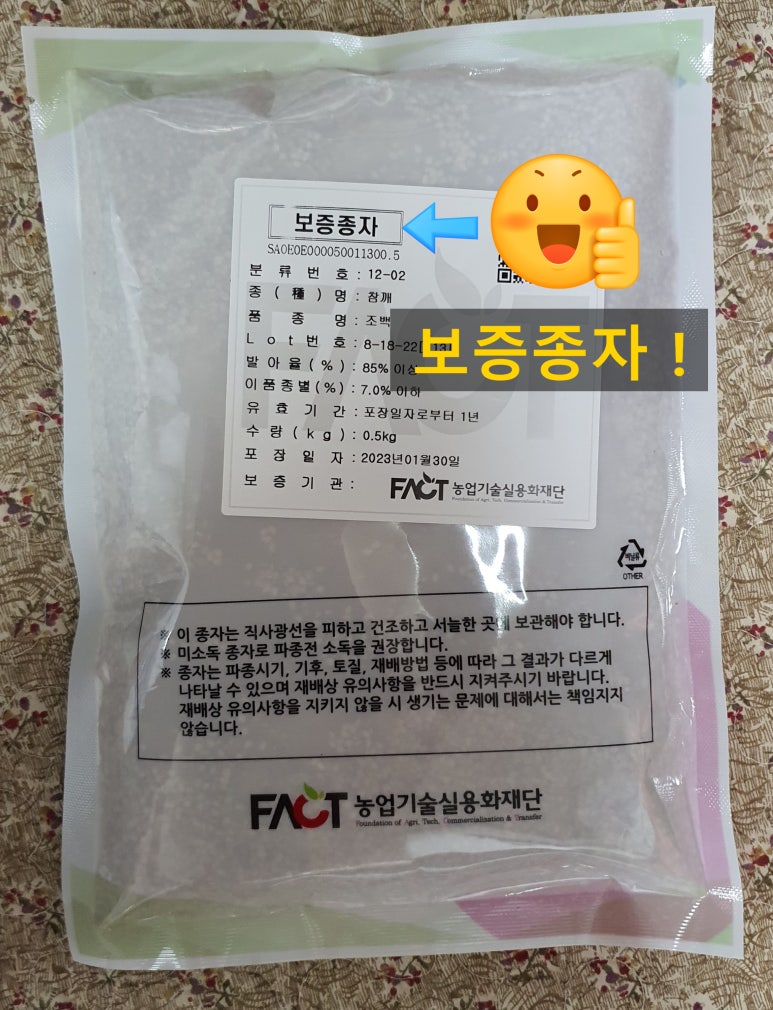 보증종자
SA0E0E000050011300.5
분 류 번 호 : 12-02
종 ( 種 ) 명 : 참깨
품 종 명 : 조백
보증종자 !
L o t 번 호 : 8-18-22
발 아 율 ( % ) : 85% 이상
이품종별(%) : 7.0% 이하
유 효 기 간 : 포장일자로부터 1년
수 량 ( k g ) : 0.5kg
포 장 일 자 : 2023년01월30일
보 증 기 관 : FACT 농업기술실용화재단
Foundation of Agri. Tech. Commercialization & Transfer
비닐류
OTHER
※ 이 종자는 직사광선을 피하고 건조하고 서늘한 곳에 보관해야 합니다.
※ 미소독 종자로 파종전 소독을 권장합니다.
※ 종자는 파종시기, 기후, 토질, 재배방법 등에 따라 그 결과가 다르게
나타날 수 있으며 재배상 유의사항을 반드시 지켜주시기 바랍니다.
재배상 유의사항을 지키지 않을 시 생기는 문제에 대해서는 책임지지
않습니다.
FACT 농업기술실용화재단
Foundation of Agri. Tech. Commercialization & Transfer